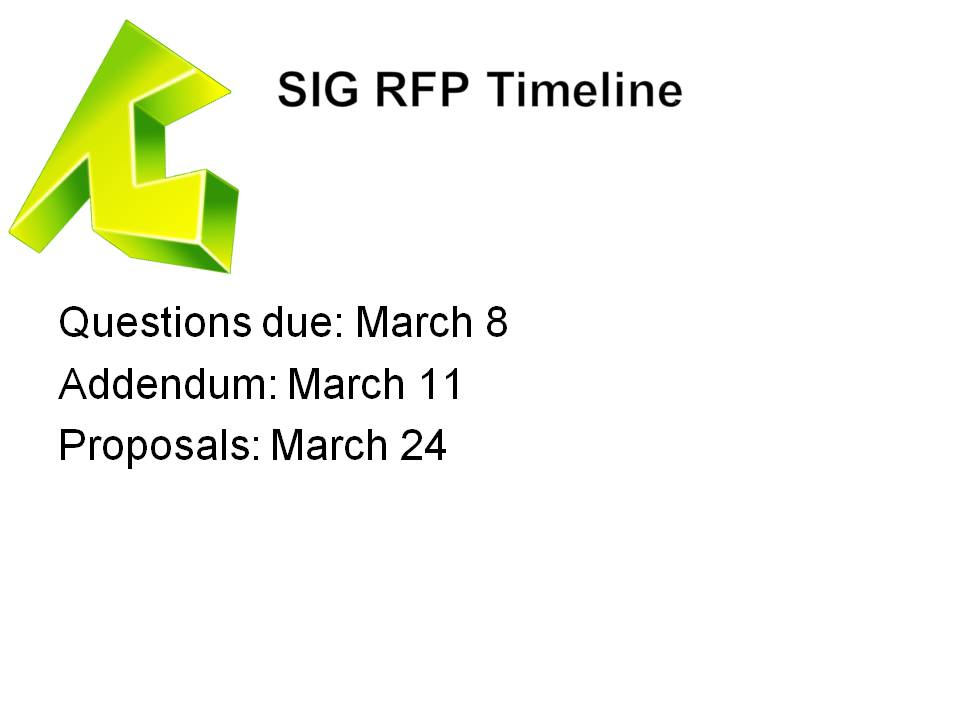 SIG RFP Timeline
Questions due: March 8
Addendum: March 11
Proposals: March 24